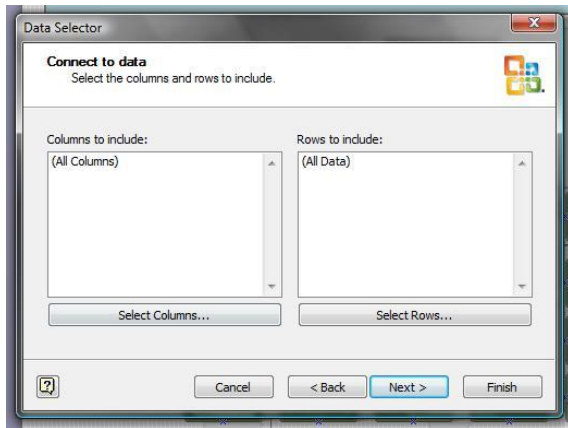 Data Selector
Connect to data
Select the columns and rows to include.
Columns to include:
Rows to include:
(All Columns)
(All Data)
Select Columns...
Select Rows...
Cancel
< Back
Next >
Finish